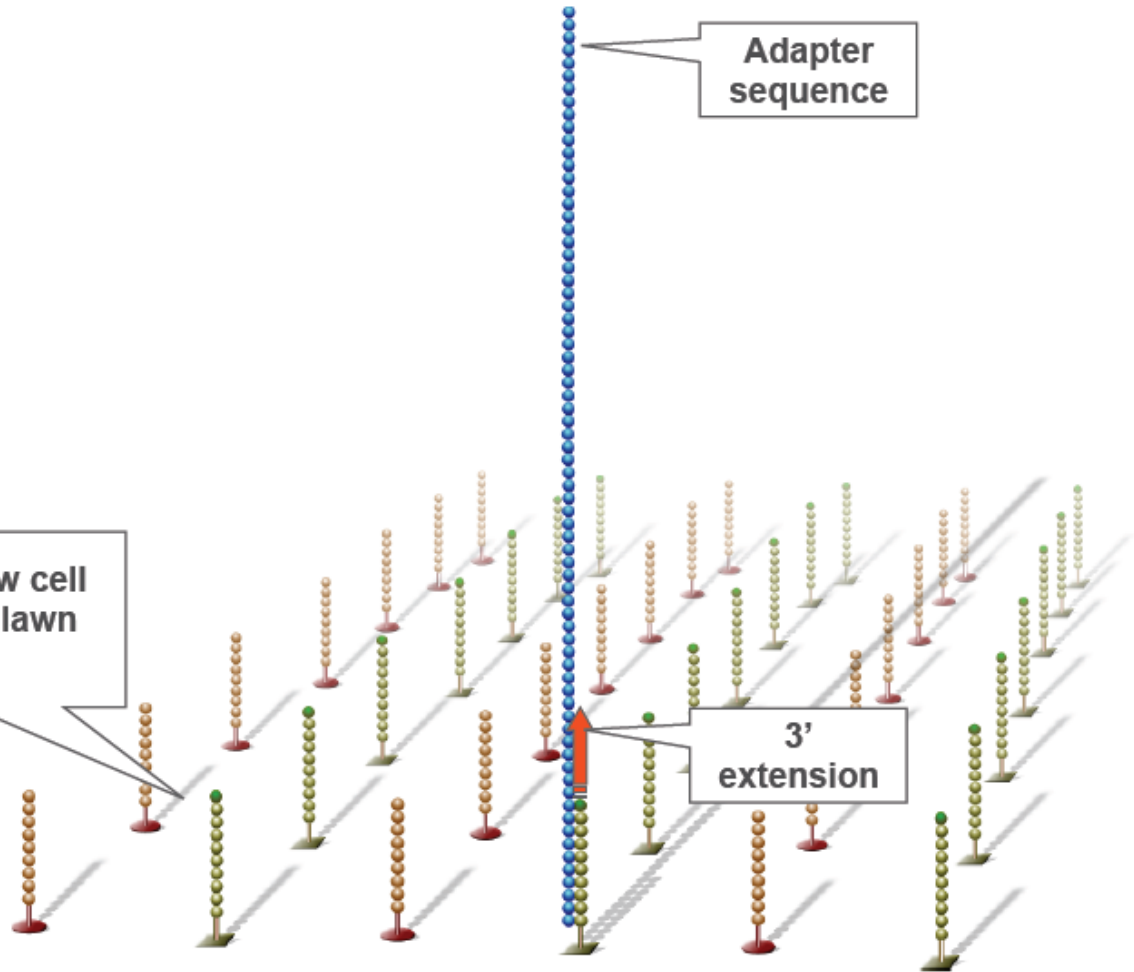 Adapter
sequence
w cell
lawn
3’
extension